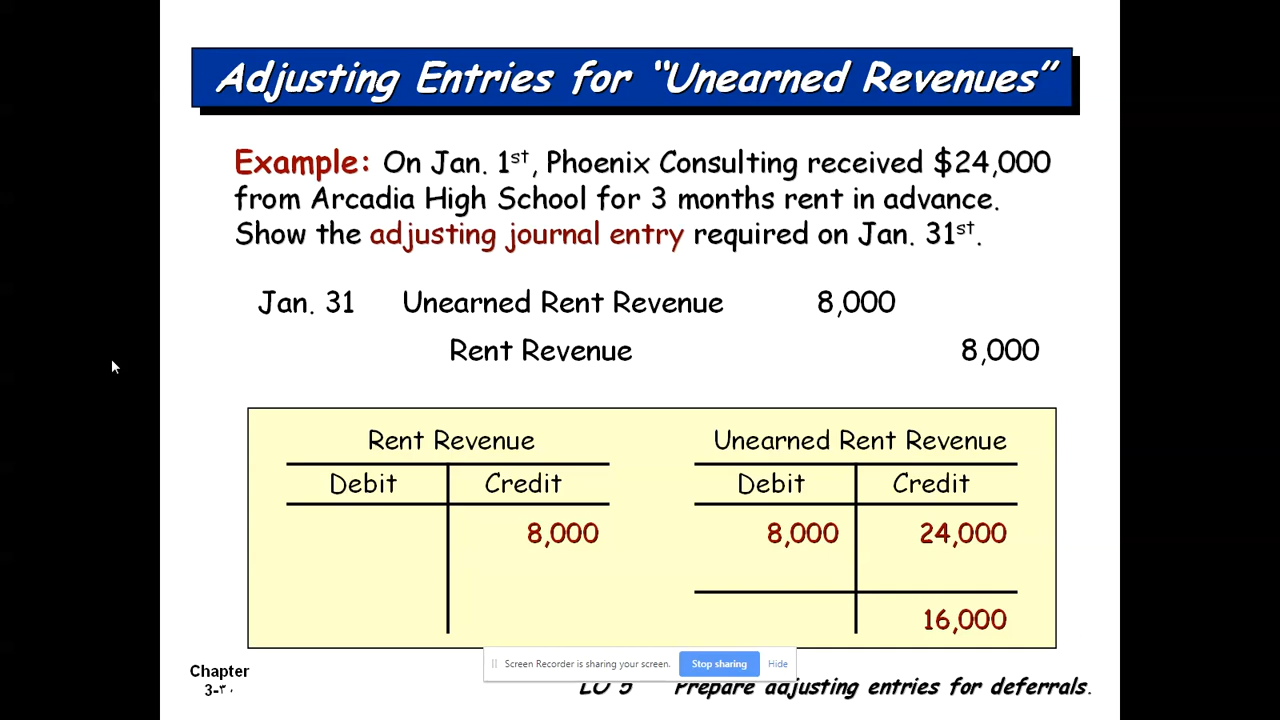 Adjusting Entries for “Unearned Revenues”
Example: On Jan. 1st, Phoenix Consulting received $24,000
from Arcadia High School for 3 months rent in advance.
Show the adjusting journal entry required on Jan. 31st.
Jan. 31 Unearned Rent Revenue 8,000
Rent Revenue 8,000
Rent Revenue Unearned Rent Revenue
Debit Credit Debit Credit
8,000 8,000 24,000
16,000
Screen Recorder is sharing your screen. Stop sharing Hide
Chapter
3-٣٠
LO 5 Prepare adjusting entries for deferrals.